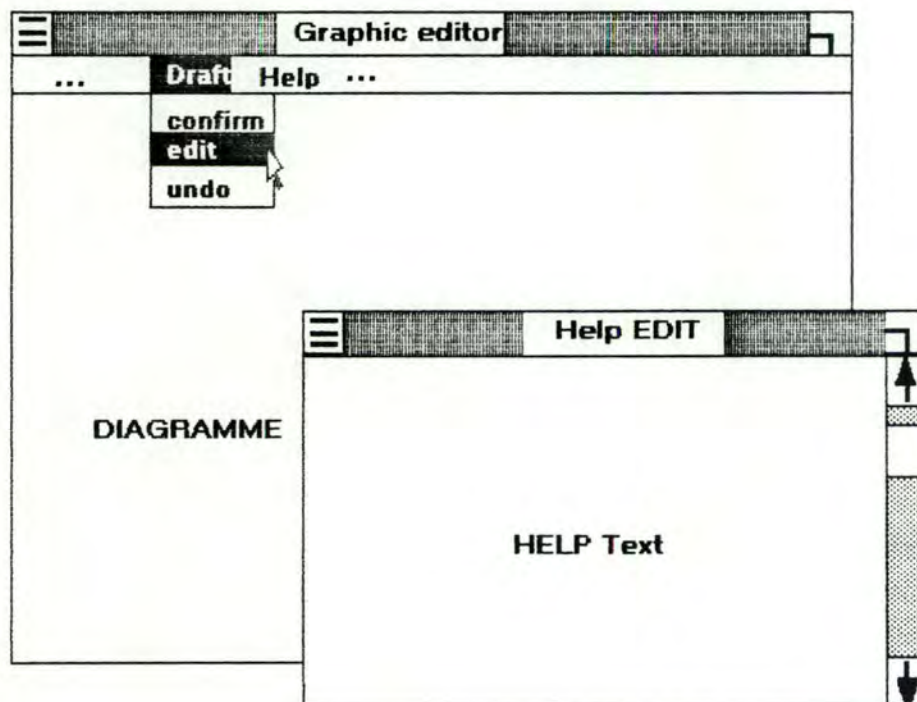 Graphic editor
... Draft Help ...
confirm
edit
undo
Help EDIT
DIAGRAMME
HELP Text